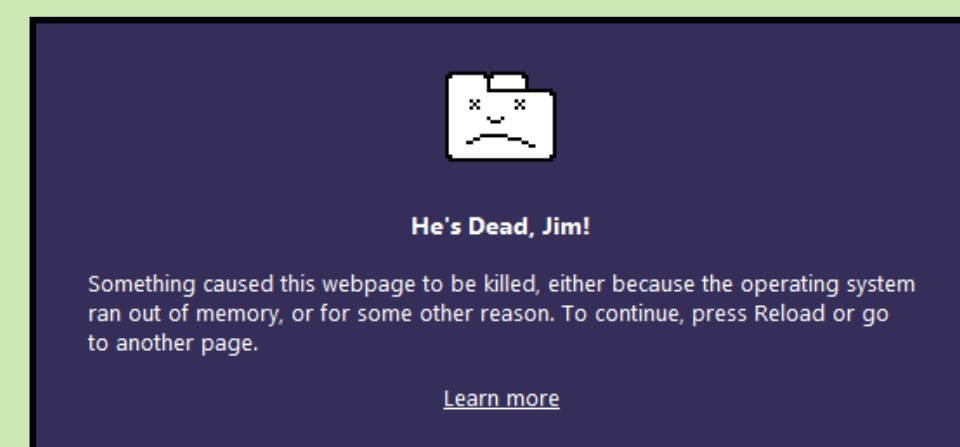 He's Dead, Jim!
Something caused this webpage to be killed, either because the operating system
ran out of memory, or for some other reason. To continue, press Reload or go
to another page.
Learn more